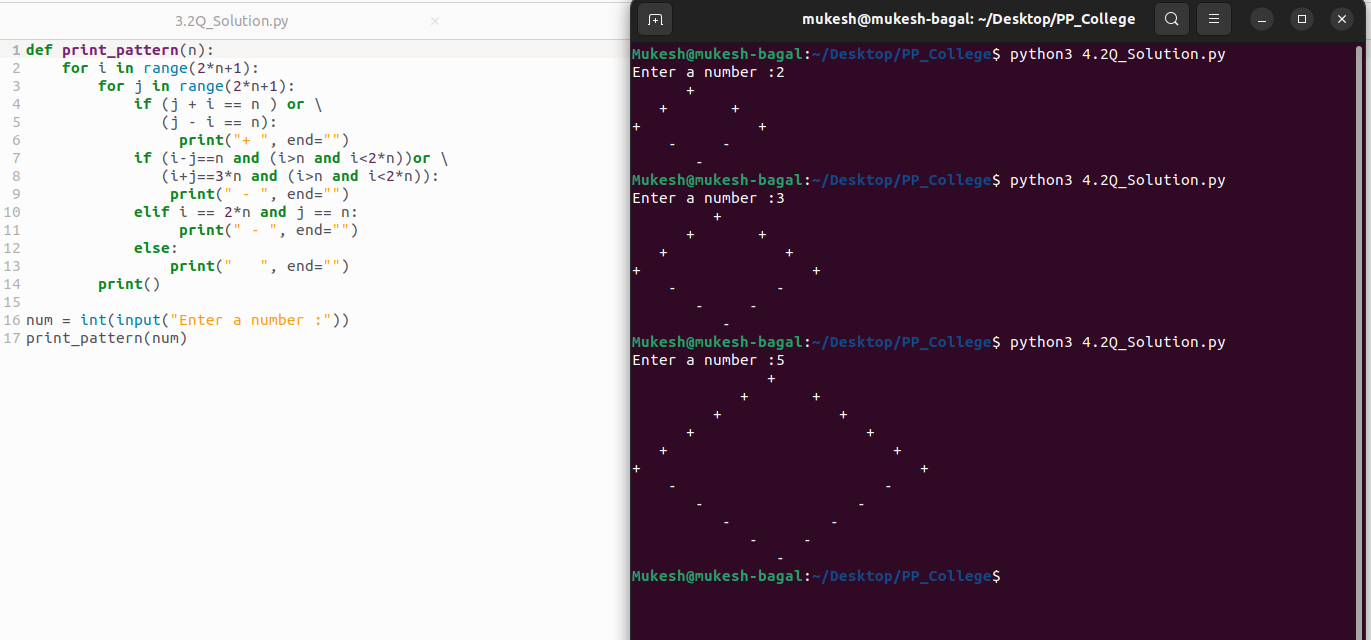 3.2Q_Solution.py ×
1 def print_pattern(n):
2     for i in range(2*n+1):
3         for j in range(2*n+1):
4             if (j + i == n ) or \
5                (j - i == n):
6                  print("+ ", end="")
7             if (i-j==n and (i>n and i<2*n))or \
8                (i+j==3*n and (i>n and i<2*n)):
9                 print(" - ", end="")
10             elif i == 2*n and j == n:
11                  print(" - ", end="")
12             else:
13                 print("   ", end="")
14         print()
15
16 num = int(input("Enter a number :"))
17 print_pattern(num)
mukesh@mukesh-bagal: ~/Desktop/PP_College
Mukesh@mukesh-bagal:~/Desktop/PP_College$ python3 4.2Q_Solution.py
Enter a number :2
      +
   +       +
+             +
    -     -
       -
Mukesh@mukesh-bagal:~/Desktop/PP_College$ python3 4.2Q_Solution.py
Enter a number :3
         +
      +       +
   +             +
+                   +
    -           -
       -     -
          -
Mukesh@mukesh-bagal:~/Desktop/PP_College$ python3 4.2Q_Solution.py
Enter a number :5
               +
            +       +
         +             +
      +                   +
   +                         +
+                               +
    -                       -
       -                 -
          -           -
             -     -
                -
Mukesh@mukesh-bagal:~/Desktop/PP_College$